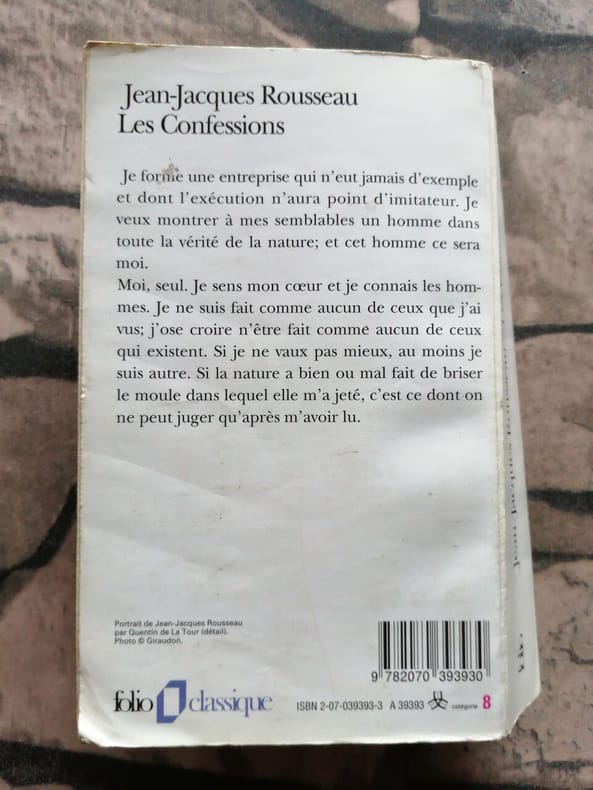 Jean-Jacques Rousseau
Les Confessions
Je forme une entreprise qui n'eut jamais d'exemple
et dont l'exécution n'aura point d'imitateur. Je
veux montrer à mes semblables un homme dans
toute la vérité de la nature; et cet homme ce sera
moi.
Moi, seul. Je sens mon cœur et je connais les hom-
mes. Je ne suis fait comme aucun de ceux que j'ai
vus; j'ose croire n'être fait comme aucun de ceux
qui existent. Si je ne vaux pas mieux, au moins je
suis autre. Si la nature a bien ou mal fait de briser
le moule dans lequel elle m'a jeté, c'est ce dont on
ne peut juger qu'après m'avoir lu.
Portrait de Jean-Jacques Rousseau
par Quentin de La Tour (détail).
Photo © Giraudon.
9 782070 393930
folio classique
ISBN 2-07-039393-3 A 39393 catégorie 8
Jean-Jacques Rousseau
folio